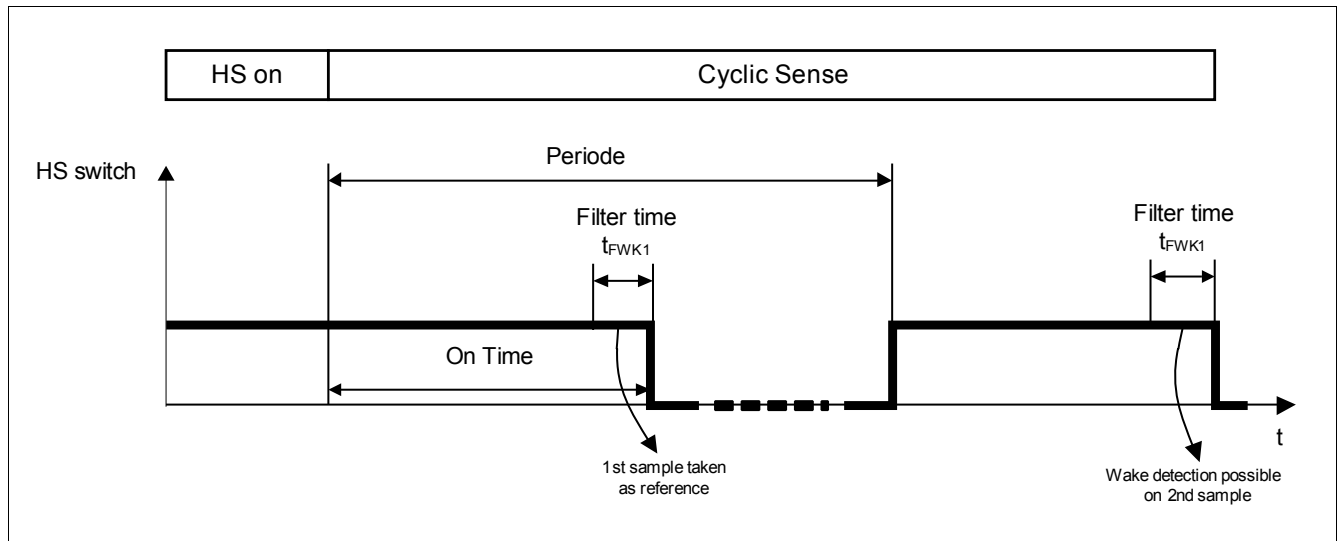 HS on
Cyclic Sense
HS switch
Periode
Filter time
tFWK1
Filter time
tFWK1
On Time
t
1st sample taken
as reference
Wake detection possible
on 2nd sample